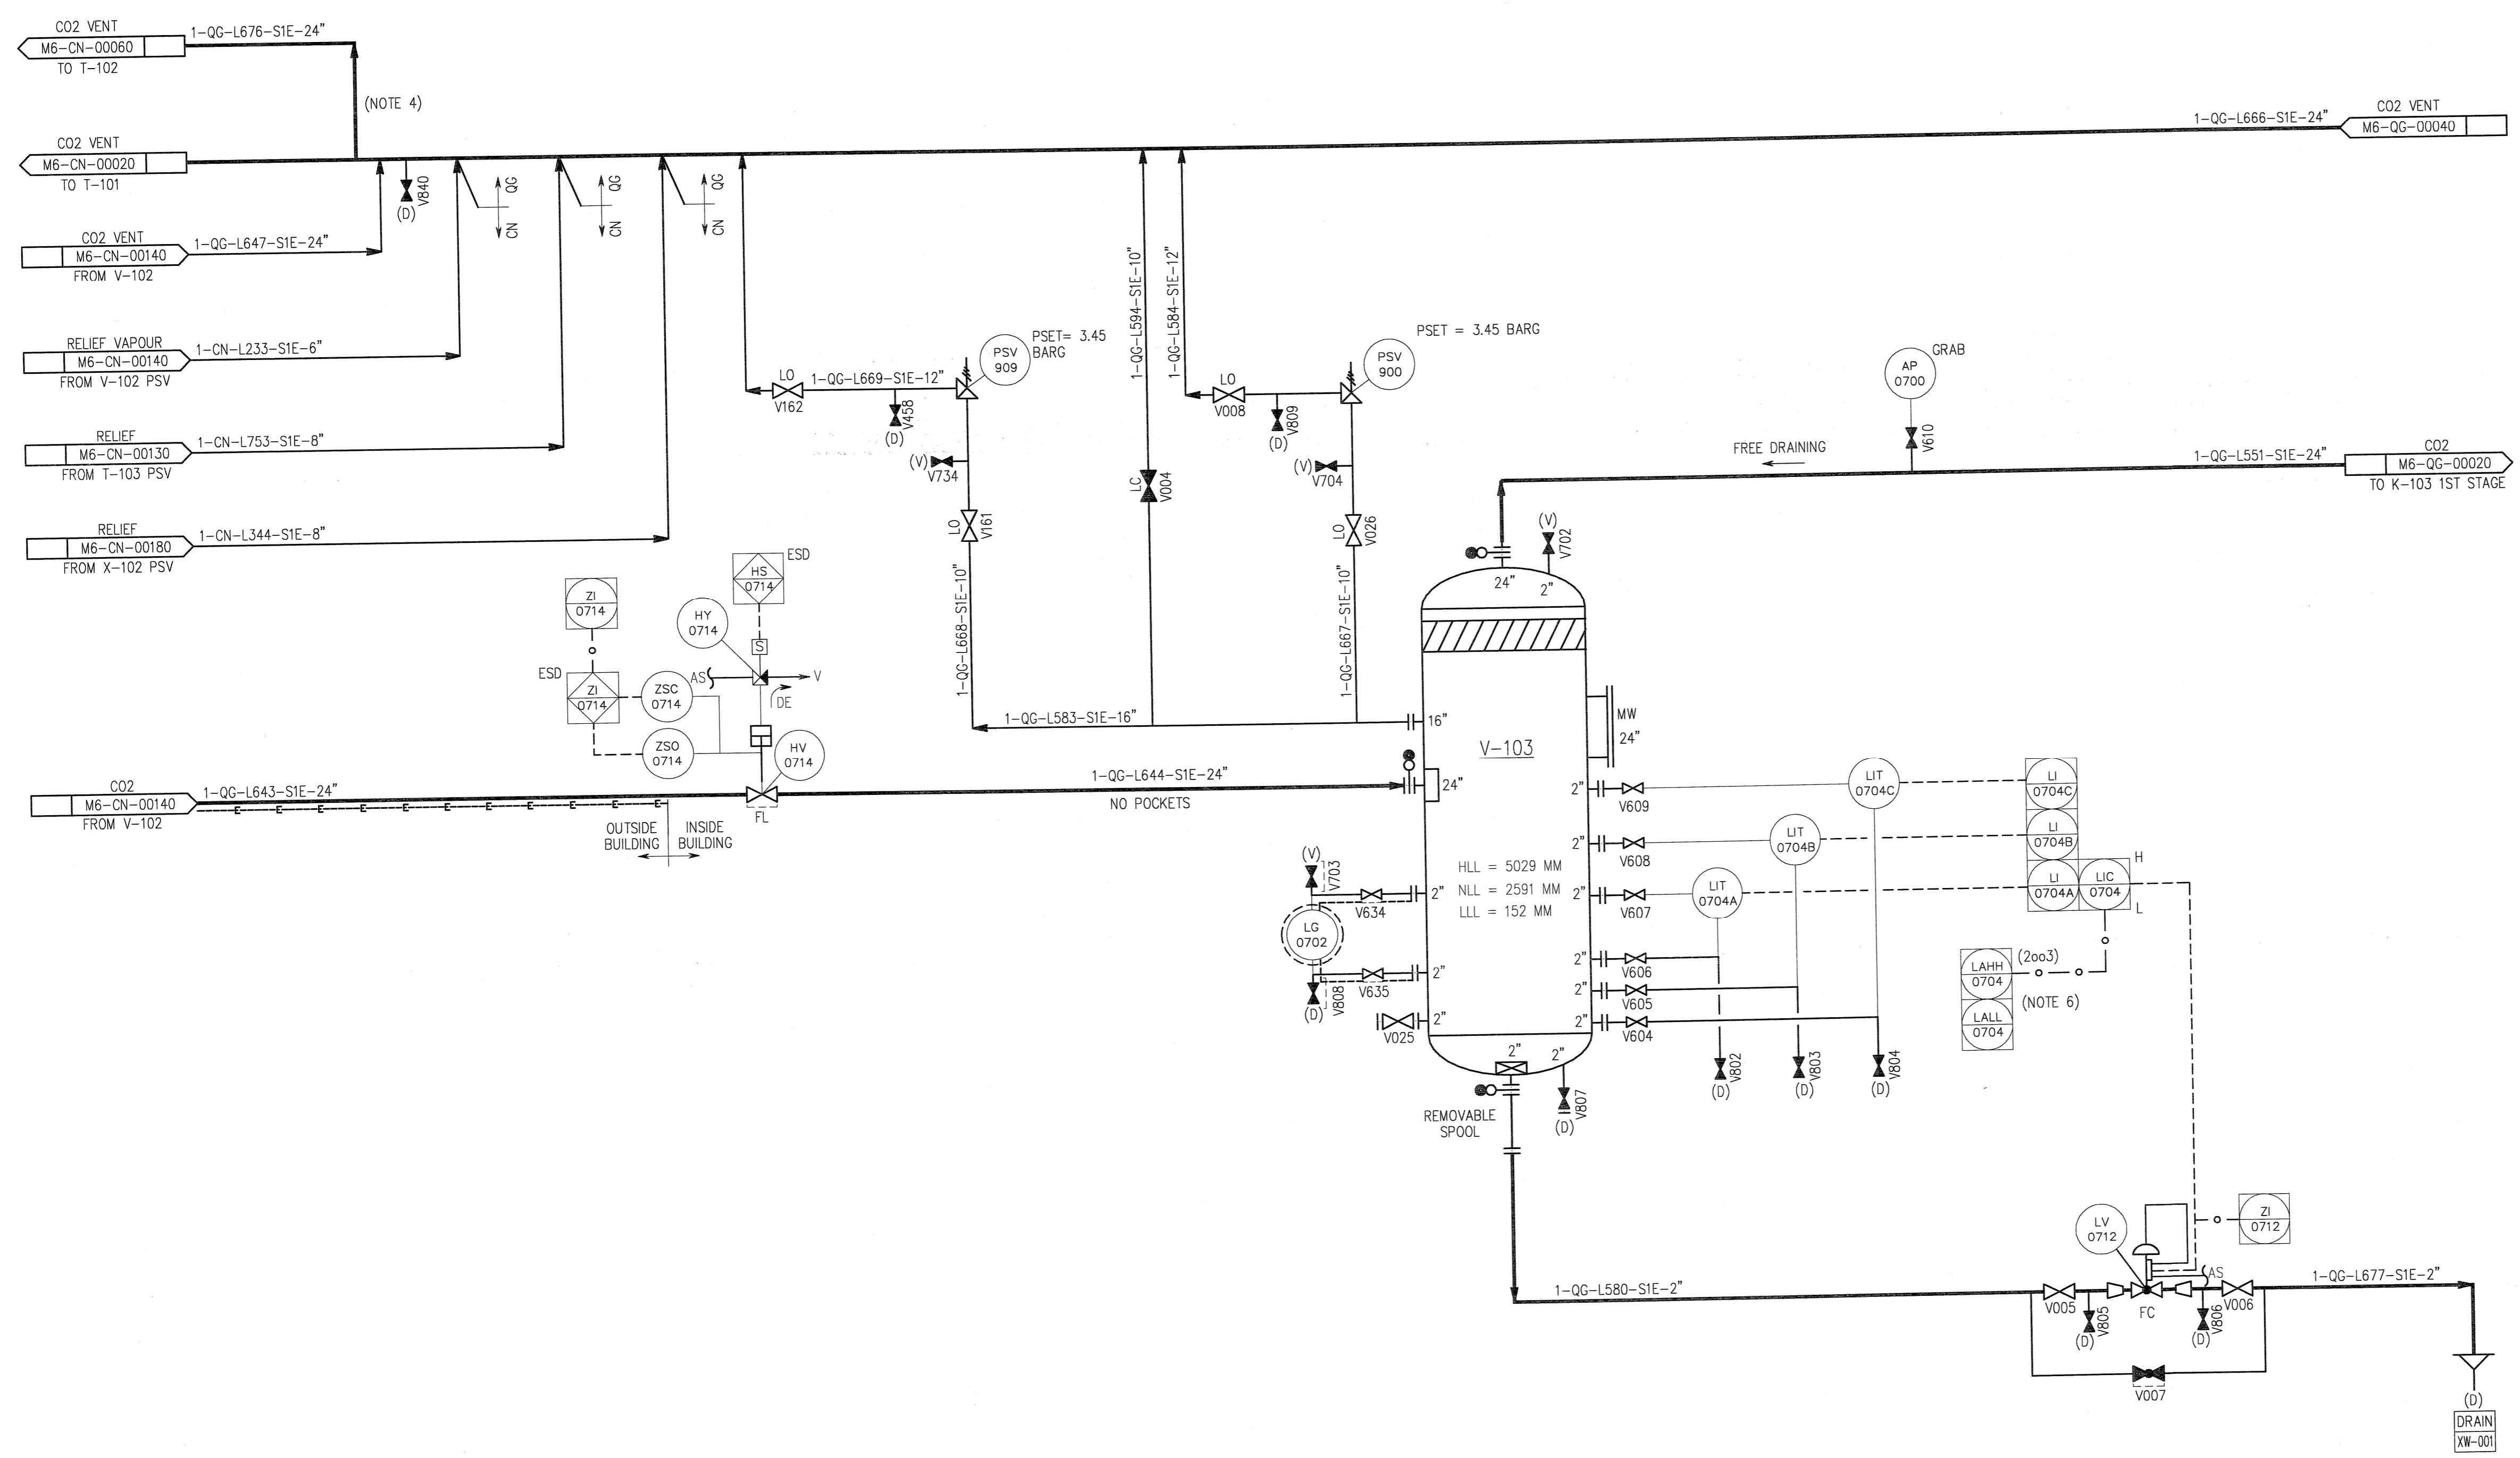 CO2 VENT
M6-CN-00060
TO T-102
1-QG-L676-S1E-24"
(NOTE 4)
CO2 VENT
M6-CN-00020
TO T-101
1-QG-L666-S1E-24"
CO2 VENT
M6-QG-00040
V840
(D)
QG
CN
QG
CN
QG
CN
CO2 VENT
M6-CN-00140
FROM V-102
1-QG-L647-S1E-24"
RELIEF VAPOUR
M6-CN-00140
FROM V-102 PSV
1-CN-L233-S1E-6"
RELIEF
M6-CN-00130
FROM T-103 PSV
1-CN-L753-S1E-8"
RELIEF
M6-CN-00180
FROM X-102 PSV
1-CN-L344-S1E-8"
LO
V162
1-QG-L669-S1E-12"
V458
(D)
PSV
909
PSET= 3.45
BARG
(V)
V734
LO
V161
1-QG-L668-S1E-10"
1-QG-L594-S1E-10"
LC
V004
1-QG-L584-S1E-12"
LO
V008
V809
(D)
PSV
900
PSET = 3.45 BARG
(V)
V704
LO
V026
1-QG-L667-S1E-10"
1-QG-L583-S1E-16"
AP
0700
GRAB
V610
FREE DRAINING
1-QG-L551-S1E-24"
CO2
M6-QG-00020
TO K-103 1ST STAGE
ZI
0714
ESD
ZI
0714
HS
0714
ESD
HY
0714
S
AS
V
DE
ZSC
0714
ZSO
0714
HV
0714
FL
CO2
M6-CN-00140
FROM V-102
1-QG-L643-S1E-24"
E E E E E E E E E E E
OUTSIDE
BUILDING
INSIDE
BUILDING
1-QG-L644-S1E-24"
NO POCKETS
(V)
V702
24"
2"
16"
24"
V-103
MW
24"
HLL = 5029 MM
NLL = 2591 MM
LLL = 152 MM
(V)
V703
V634
2"
LG
0702
V635
2"
V808
(D)
V025
2"
2"
V609
2"
V608
2"
V607
2"
V606
2"
V605
2"
V604
LIT
0704C
LIT
0704B
LIT
0704A
LI
0704C
LI
0704B
LI
0704A
LIC
0704
H
L
LAHH
0704
LALL
0704
(2oo3)
(NOTE 6)
V802
(D)
V803
(D)
V804
(D)
2"
2"
V807
(D)
REMOVABLE
SPOOL
1-QG-L580-S1E-2"
V005
V805
(D)
LV
0712
FC
AS
V806
(D)
V006
ZI
0712
V007
1-QG-L677-S1E-2"
(D)
DRAIN
XW-001